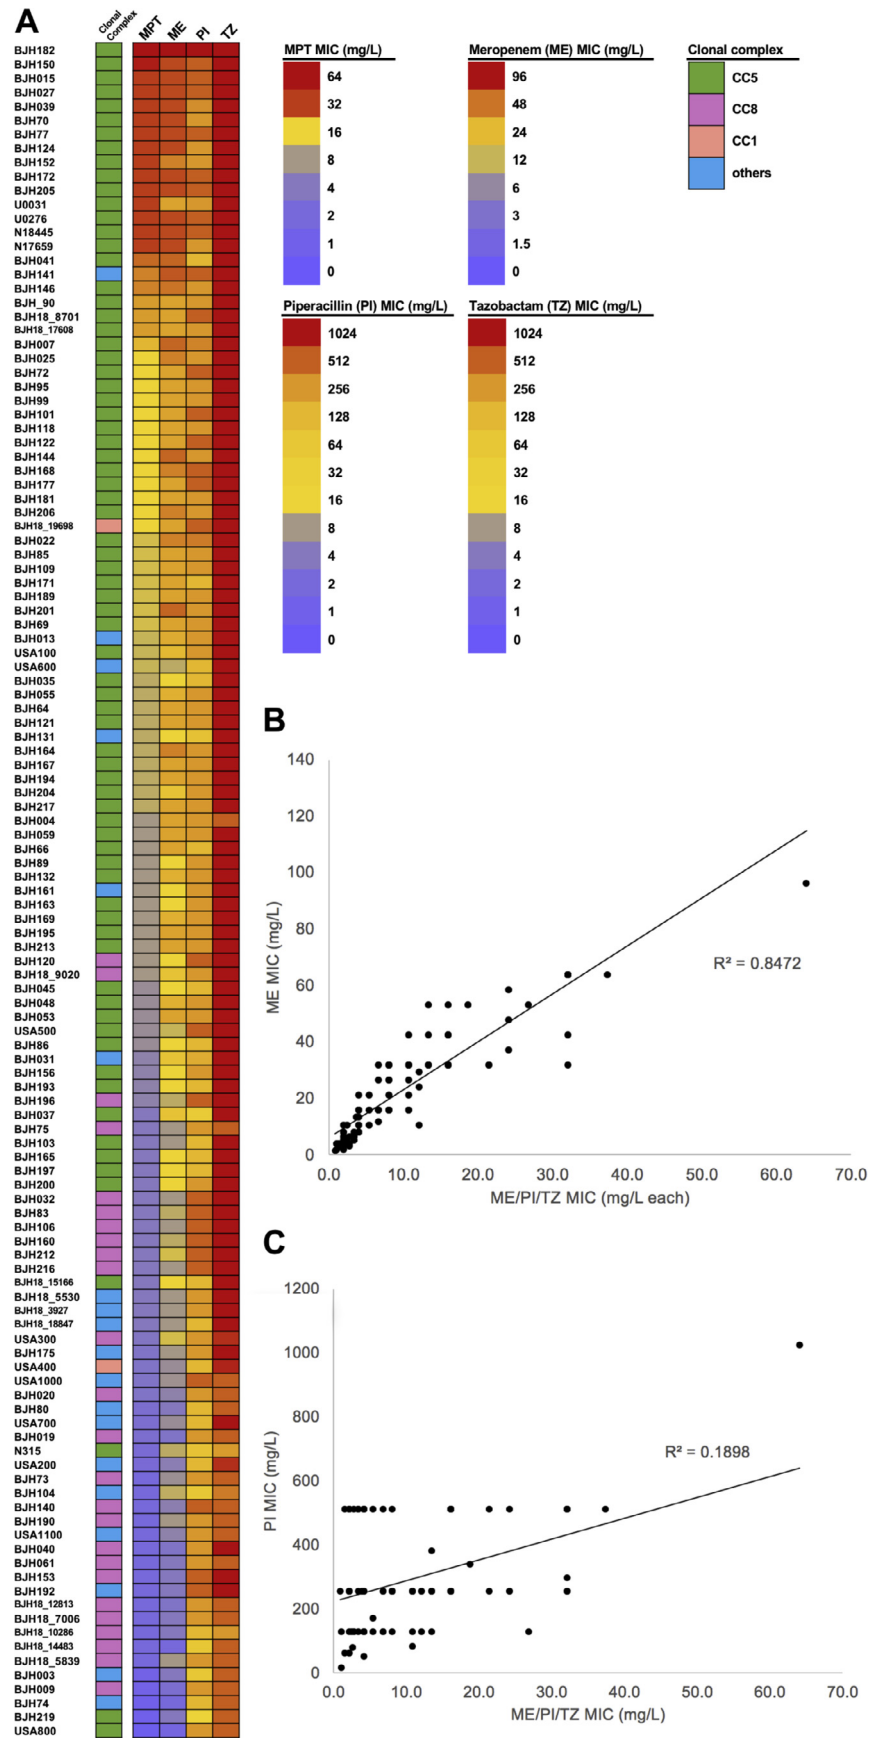 A
Clonal
Complex
MPT
ME
PI
TZ
BJH182
BJH150
BJH015
BJH027
BJH039
BJH70
BJH77
BJH124
BJH152
BJH172
BJH205
U0031
U0276
N18445
N17659
BJH041
BJH141
BJH146
BJH_90
BJH18_8701
BJH18_17608
BJH007
BJH025
BJH72
BJH95
BJH99
BJH101
BJH118
BJH122
BJH144
BJH168
BJH177
BJH181
BJH206
BJH18_19698
BJH022
BJH85
BJH109
BJH171
BJH189
BJH201
BJH69
BJH013
USA100
USA600
BJH035
BJH055
BJH64
BJH121
BJH131
BJH164
BJH167
BJH194
BJH204
BJH217
BJH004
BJH059
BJH66
BJH89
BJH132
BJH161
BJH163
BJH169
BJH195
BJH213
BJH120
BJH18_9020
BJH045
BJH048
BJH053
USA500
BJH86
BJH031
BJH156
BJH193
BJH196
BJH037
BJH75
BJH103
BJH165
BJH197
BJH200
BJH032
BJH83
BJH106
BJH160
BJH212
BJH216
BJH18_15166
BJH18_5530
BJH18_3927
BJH18_18847
USA300
BJH175
USA400
USA1000
BJH020
BJH80
USA700
BJH019
N315
USA200
BJH73
BJH104
BJH140
BJH190
USA1100
BJH040
BJH061
BJH153
BJH192
BJH18_12813
BJH18_7006
BJH18_10286
BJH18_14483
BJH18_5839
BJH003
BJH009
BJH74
BJH219
USA800
MPT MIC (mg/L)
64
32
16
8
4
2
1
0
Meropenem (ME) MIC (mg/L)
96
48
24
12
6
3
1.5
0
Clonal complex
CC5
CC8
CC1
others
Piperacillin (PI) MIC (mg/L)
1024
512
256
128
64
32
16
8
4
2
1
0
Tazobactam (TZ) MIC (mg/L)
1024
512
256
128
64
32
16
8
4
2
1
0
B
140
120
100
80
60
40
20
0
ME MIC (mg/L)
R² = 0.8472
0.0 10.0 20.0 30.0 40.0 50.0 60.0 70.0
ME/PI/TZ MIC (mg/L each)
C
1200
1000
800
600
400
200
0
PI MIC (mg/L)
R² = 0.1898
0.0 10.0 20.0 30.0 40.0 50.0 60.0 70.0
ME/PI/TZ MIC (mg/L)